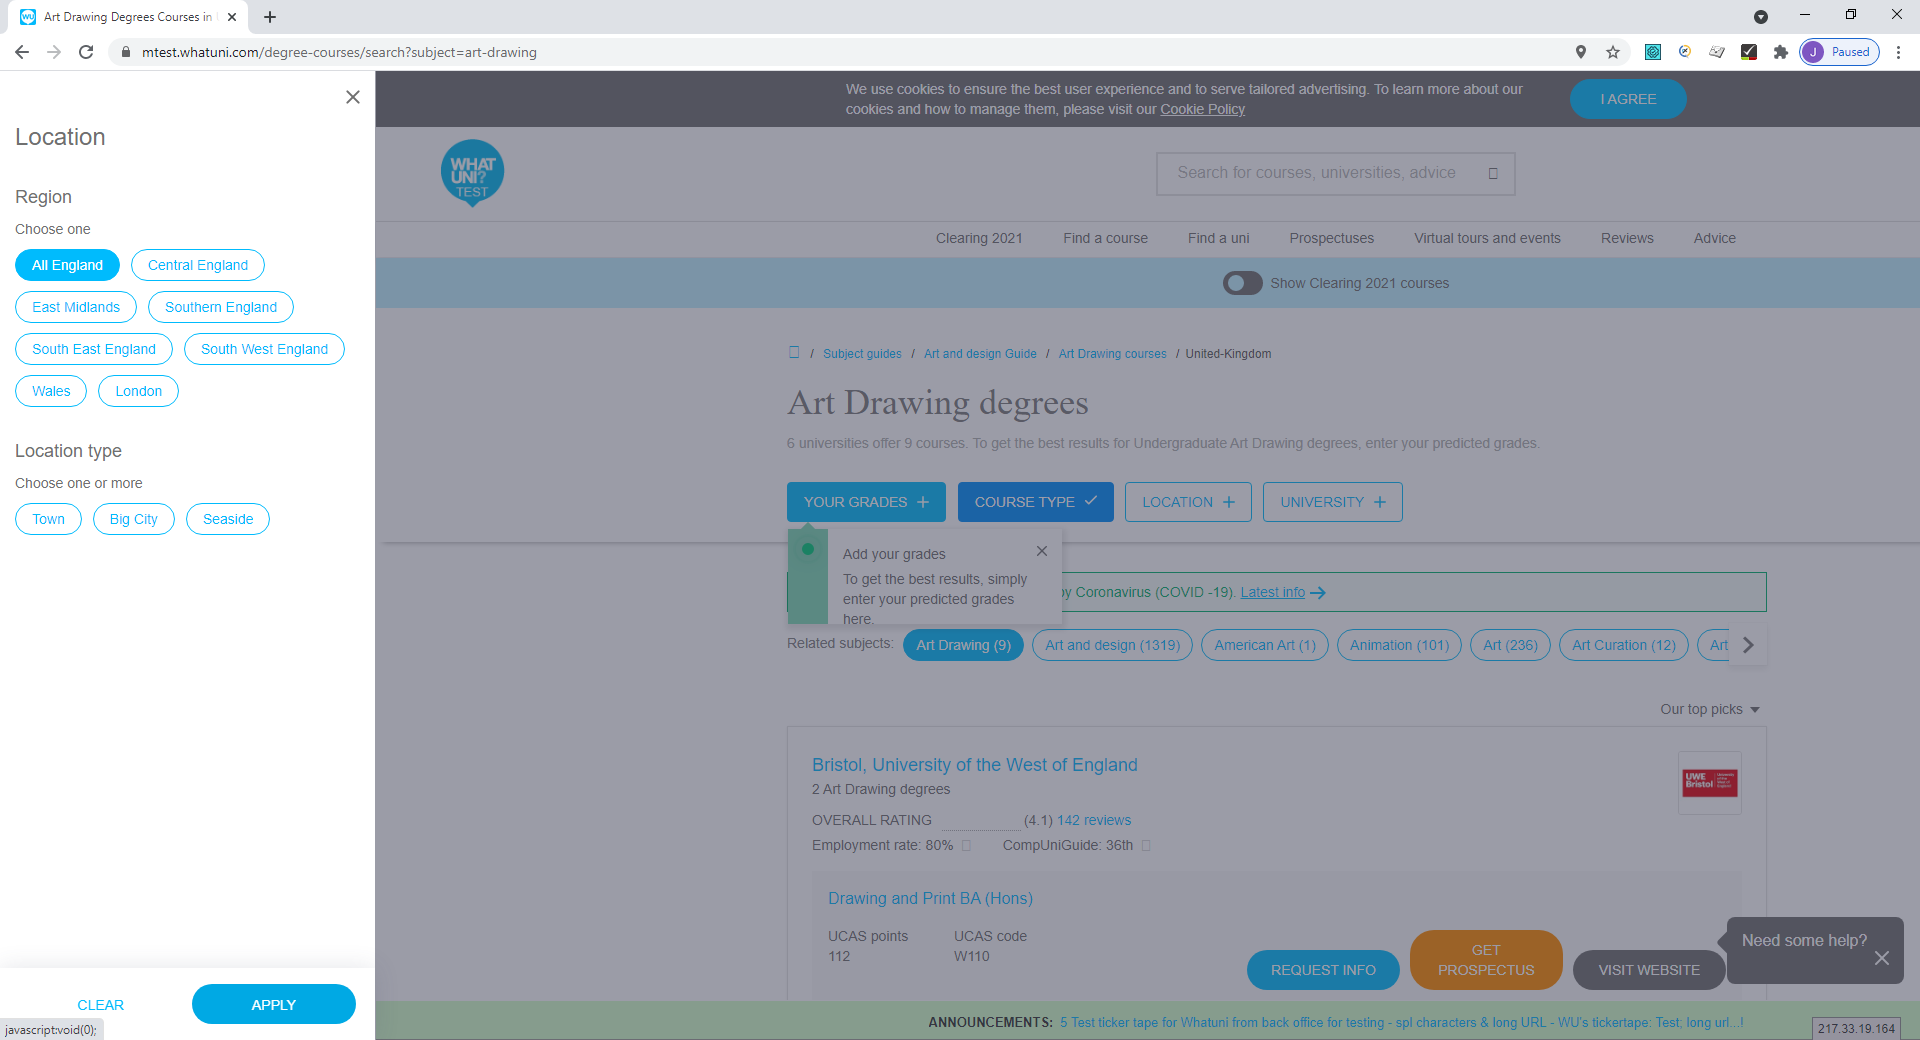 Art Drawing Degrees Courses in
mtest.whatuni.com/degree-courses/search?subject=art-drawing
J Paused
Location
Region
Choose one
All England
Central England
East Midlands
Southern England
South East England
South West England
Wales
London
Location type
Choose one or more
Town
Big City
Seaside
CLEAR
APPLY
javascript:void(0);
We use cookies to ensure the best user experience and to serve tailored advertising. To learn more about our
cookies and how to manage them, please visit our Cookie Policy
I AGREE
WHAT
UNI?
TEST
Search for courses, universities, advice
Clearing 2021
Find a course
Find a uni
Prospectuses
Virtual tours and events
Reviews
Advice
Show Clearing 2021 courses
/ Subject guides / Art and design Guide / Art Drawing courses / United-Kingdom
Art Drawing degrees
6 universities offer 9 courses. To get the best results for Undergraduate Art Drawing degrees, enter your predicted grades.
YOUR GRADES +
COURSE TYPE
LOCATION +
UNIVERSITY +
Add your grades
To get the best results, simply
enter your predicted grades
here.
by Coronavirus (COVID -19). Latest info
Related subjects:
Art Drawing (9)
Art and design (1319)
American Art (1)
Animation (101)
Art (236)
Art Curation (12)
Art
Our top picks
Bristol, University of the West of England
2 Art Drawing degrees
UWE
Bristol
OVERALL RATING (4.1) 142 reviews
Employment rate: 80%
CompUniGuide: 36th
Drawing and Print BA (Hons)
UCAS points
112
UCAS code
W110
REQUEST INFO
GET
PROSPECTUS
VISIT WEBSITE
Need some help?
ANNOUNCEMENTS: 5 Test ticker tape for Whatuni from back office for testing - spl characters & long URL - WU's tickertape: Test; long url...!
217.33.19.164